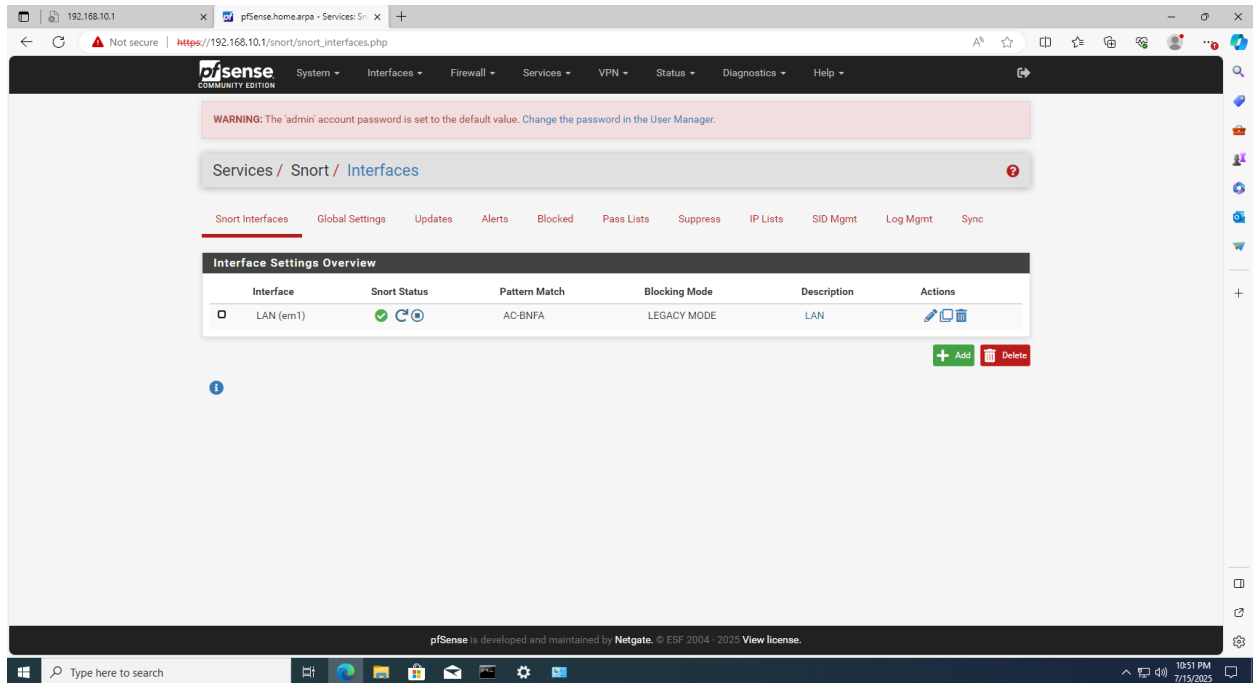 192.168.10.1
pfSense.home.arpa - Services: Sn
Not secure https://192.168.10.1/snort/snort_interfaces.php
pfsense
COMMUNITY EDITION
System Interfaces Firewall Services VPN Status Diagnostics Help
WARNING: The 'admin' account password is set to the default value. Change the password in the User Manager.
Services / Snort / Interfaces
Snort Interfaces Global Settings Updates Alerts Blocked Pass Lists Suppress IP Lists SID Mgmt Log Mgmt Sync
Interface Settings Overview
Interface Snort Status Pattern Match Blocking Mode Description Actions
LAN (em1) AC-BNFA LEGACY MODE LAN
Add Delete
pfSense is developed and maintained by Netgate. © ESF 2004 - 2025 View license.
Type here to search
10:51 PM
7/15/2025